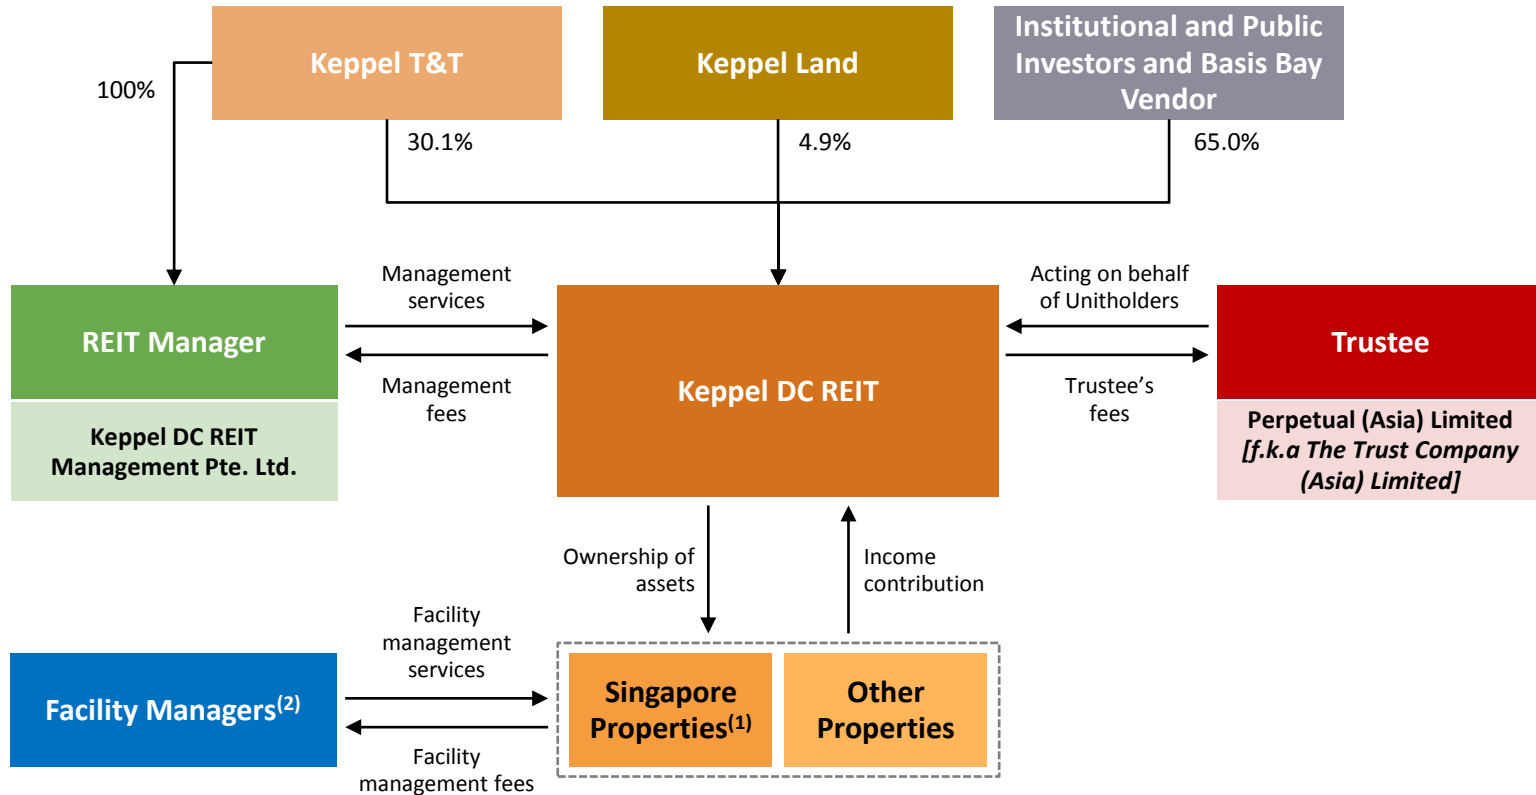 Keppel T&T
Keppel Land
Institutional and Public
Investors and Basis Bay
Vendor
100%
30.1%
4.9%
65.0%
Management
services
Acting on behalf
of Unitholders
REIT Manager
Keppel DC REIT
Trustee
Management
fees
Trustee’s
fees
Keppel DC REIT
Management Pte. Ltd.
Perpetual (Asia) Limited
[f.k.a The Trust Company
(Asia) Limited]
Ownership of
assets
Income
contribution
Facility
management
services
Facility Managers(2)
Singapore
Properties(1)
Other
Properties
Facility
management fees